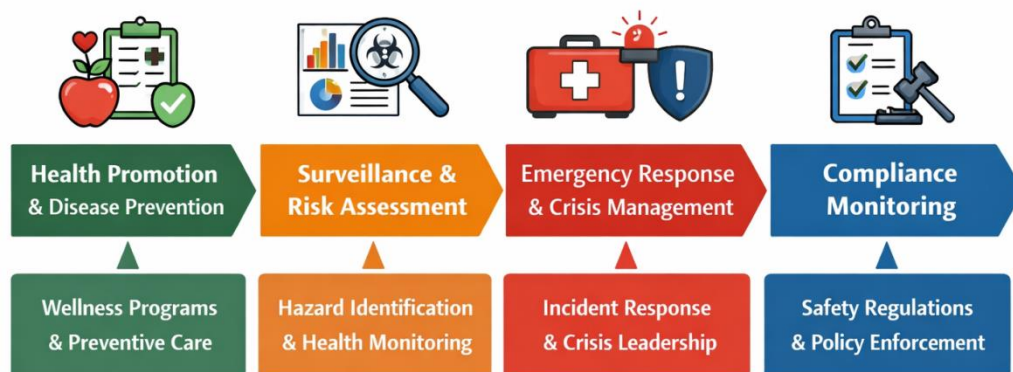 Health Promotion
& Disease Prevention
Surveillance &
Risk Assessment
Emergency Response
& Crisis Management
Compliance
Monitoring
Wellness Programs
& Preventive Care
Hazard Identification
& Health Monitoring
Incident Response
& Crisis Leadership
Safety Regulations
& Policy Enforcement